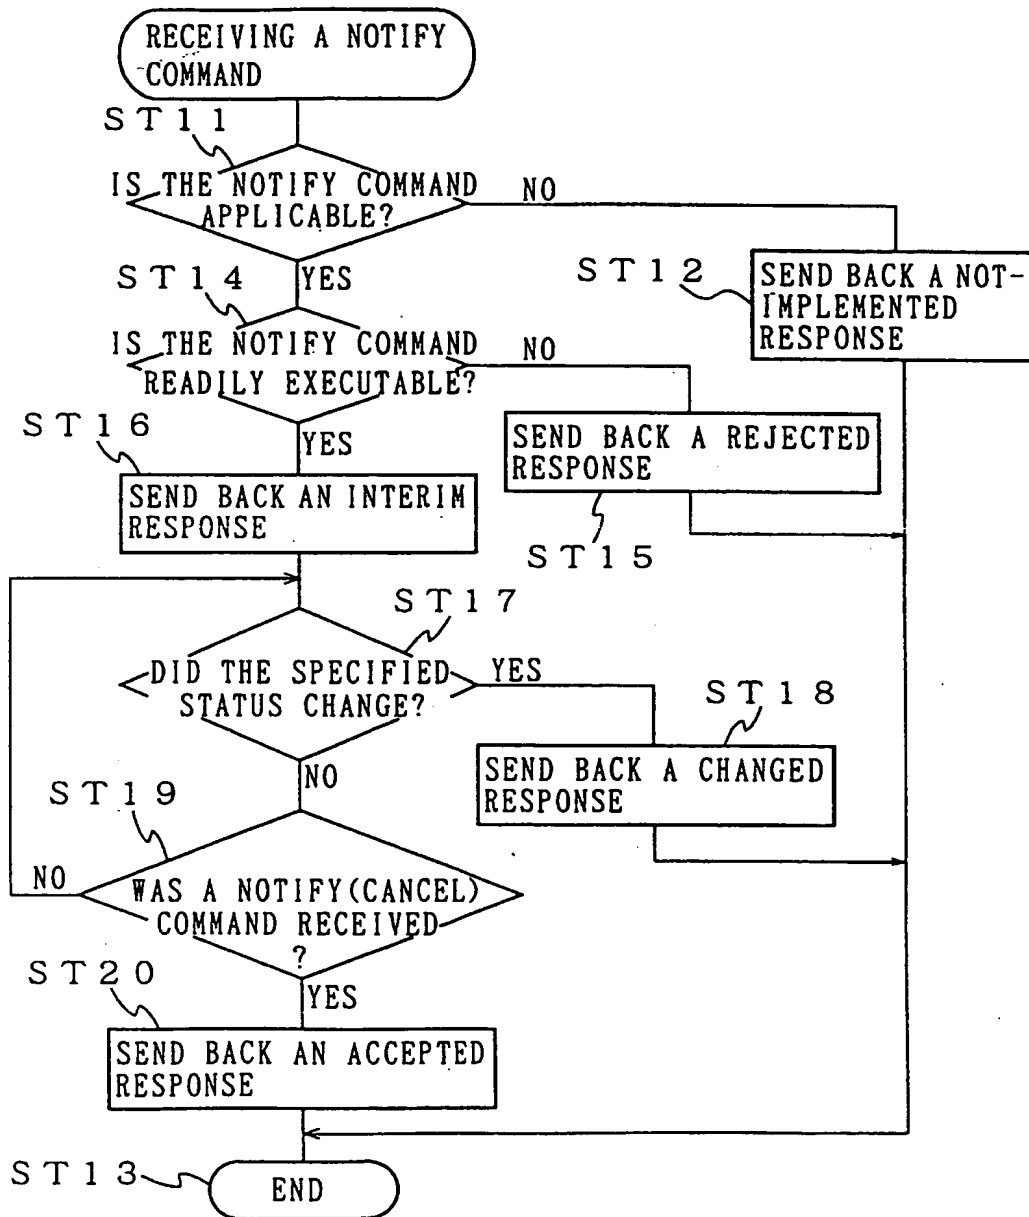 RECEIVING A NOTIFY
COMMAND
ST11
IS THE NOTIFY COMMAND
APPLICABLE?
NO
YES
ST12
SEND BACK A NOT-
IMPLEMENTED
RESPONSE
ST14
IS THE NOTIFY COMMAND
READILY EXECUTABLE?
NO
YES
SEND BACK A REJECTED
RESPONSE
ST15
ST16
SEND BACK AN INTERIM
RESPONSE
ST17
DID THE SPECIFIED
STATUS CHANGE?
YES
NO
ST18
SEND BACK A CHANGED
RESPONSE
ST19
NO
WAS A NOTIFY(CANCEL)
COMMAND RECEIVED
?
YES
ST20
SEND BACK AN ACCEPTED
RESPONSE
ST13
END